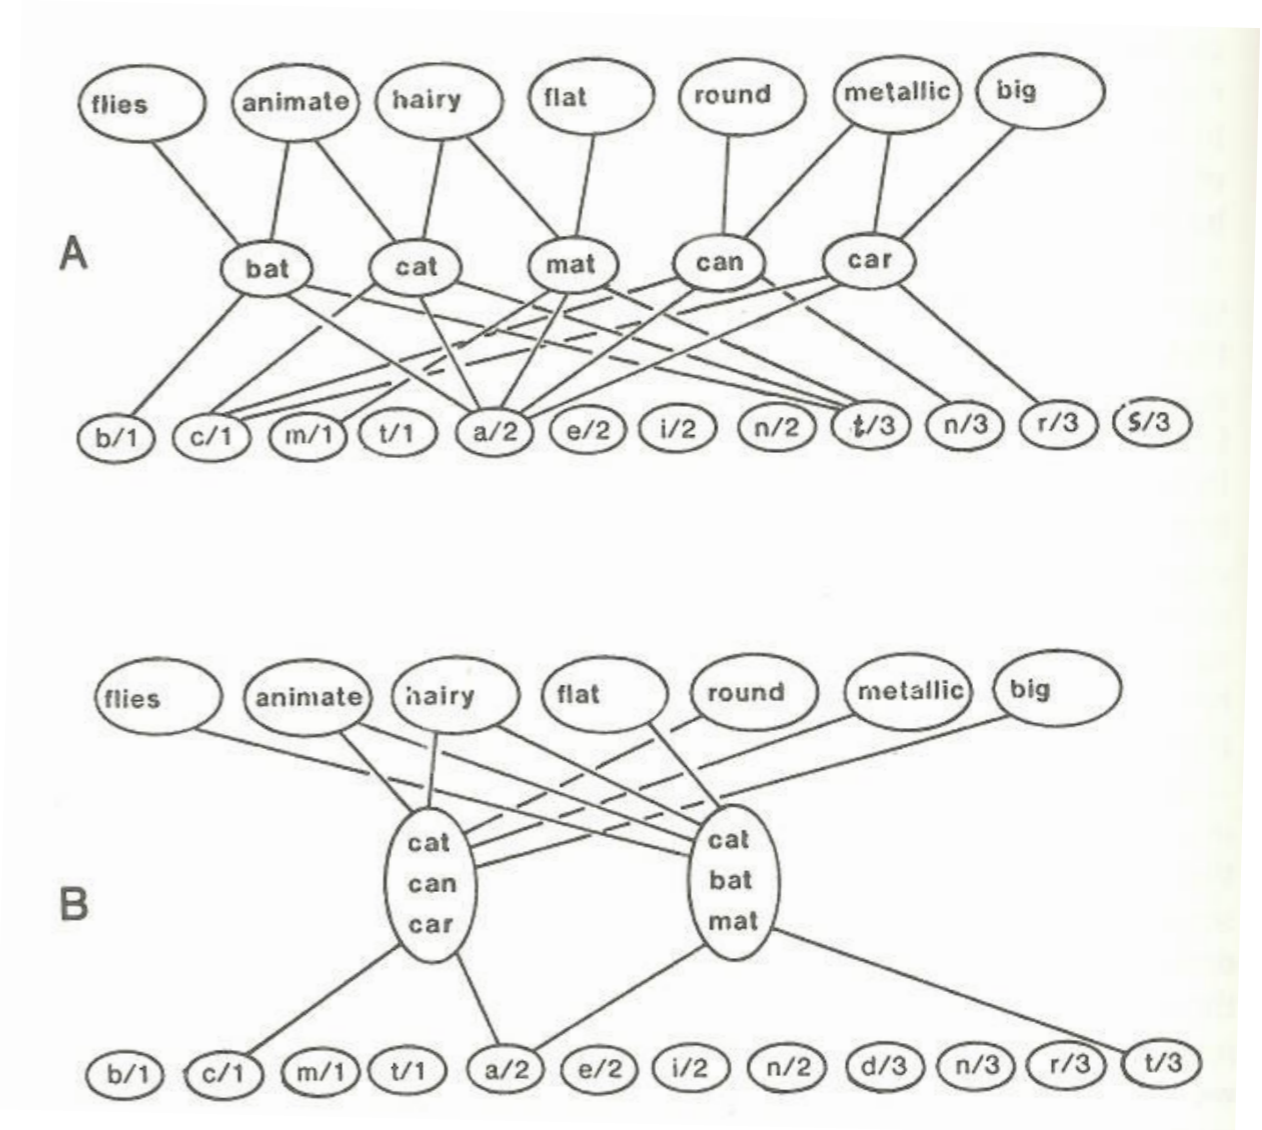 flies animate hairy flat round metallic big
A
bat cat mat can car
b/1 c/1 m/1 t/1 a/2 e/2 i/2 n/2 t/3 n/3 r/3 s/3
flies animate hairy flat round metallic big
B
cat
can
car
cat
bat
mat
b/1 c/1 m/1 t/1 a/2 e/2 i/2 n/2 d/3 n/3 r/3 t/3